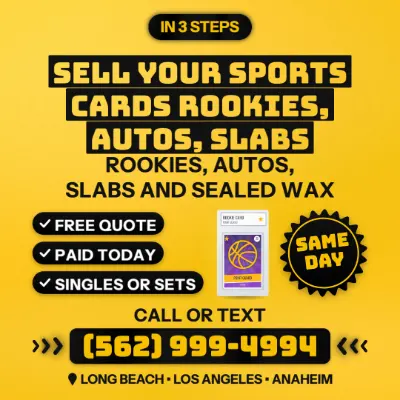 IN 3 STEPS
SELL YOUR SPORTS
CARDS ROOKIES,
AUTOS, SLABS
ROOKIES, AUTOS,
SLABS AND SEALED WAX
FREE QUOTE
PAID TODAY
SINGLES OR SETS
SAME
DAY
CALL OR TEXT
(562) 999-4994
LONG BEACH • LOS ANGELES • ANAHEIM